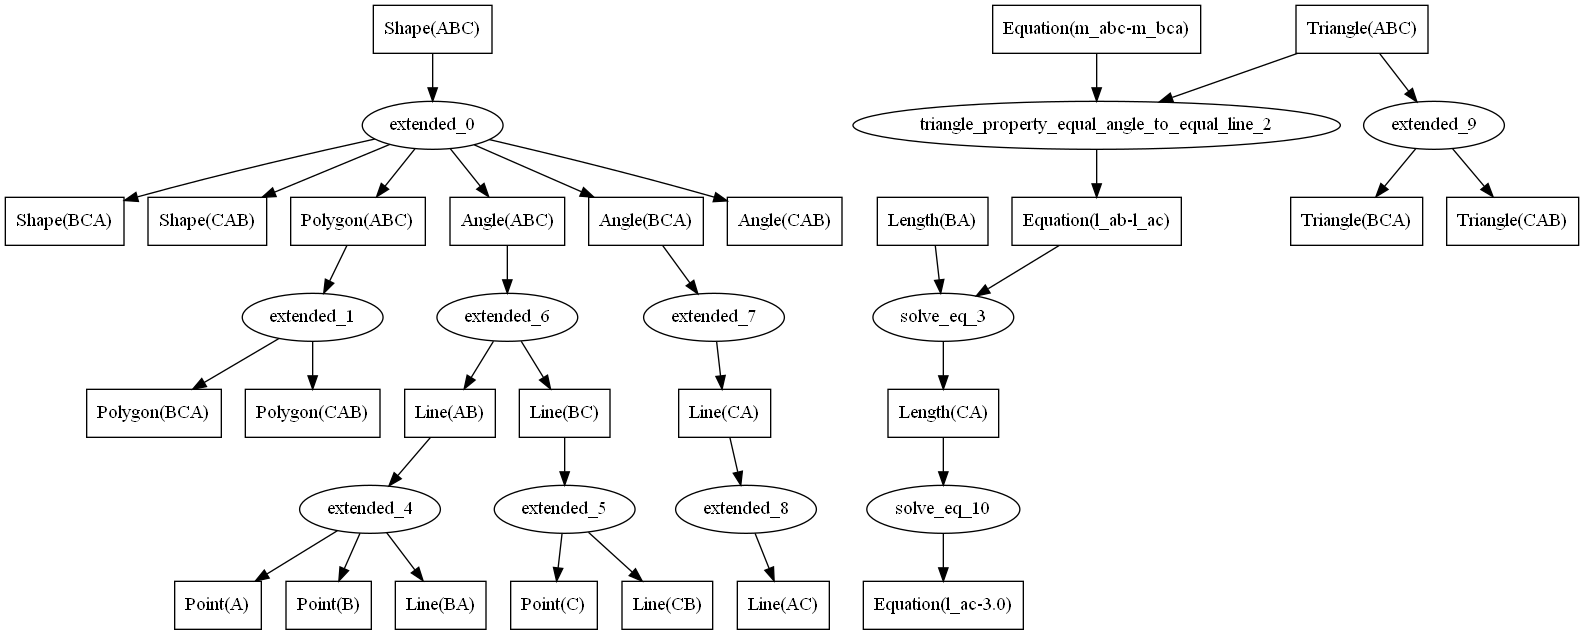 Shape(ABC)
Equation(m_abc-m_bca)
Triangle(ABC)
extended_0
triangle_property_equal_angle_to_equal_line_2
extended_9
Shape(BCA)
Shape(CAB)
Polygon(ABC)
Angle(ABC)
Angle(BCA)
Angle(CAB)
Length(BA)
Equation(l_ab-l_ac)
Triangle(BCA)
Triangle(CAB)
extended_1
extended_6
extended_7
solve_eq_3
Polygon(BCA)
Polygon(CAB)
Line(AB)
Line(BC)
Line(CA)
Length(CA)
extended_4
extended_5
extended_8
solve_eq_10
Point(A)
Point(B)
Line(BA)
Point(C)
Line(CB)
Line(AC)
Equation(l_ac-3.0)